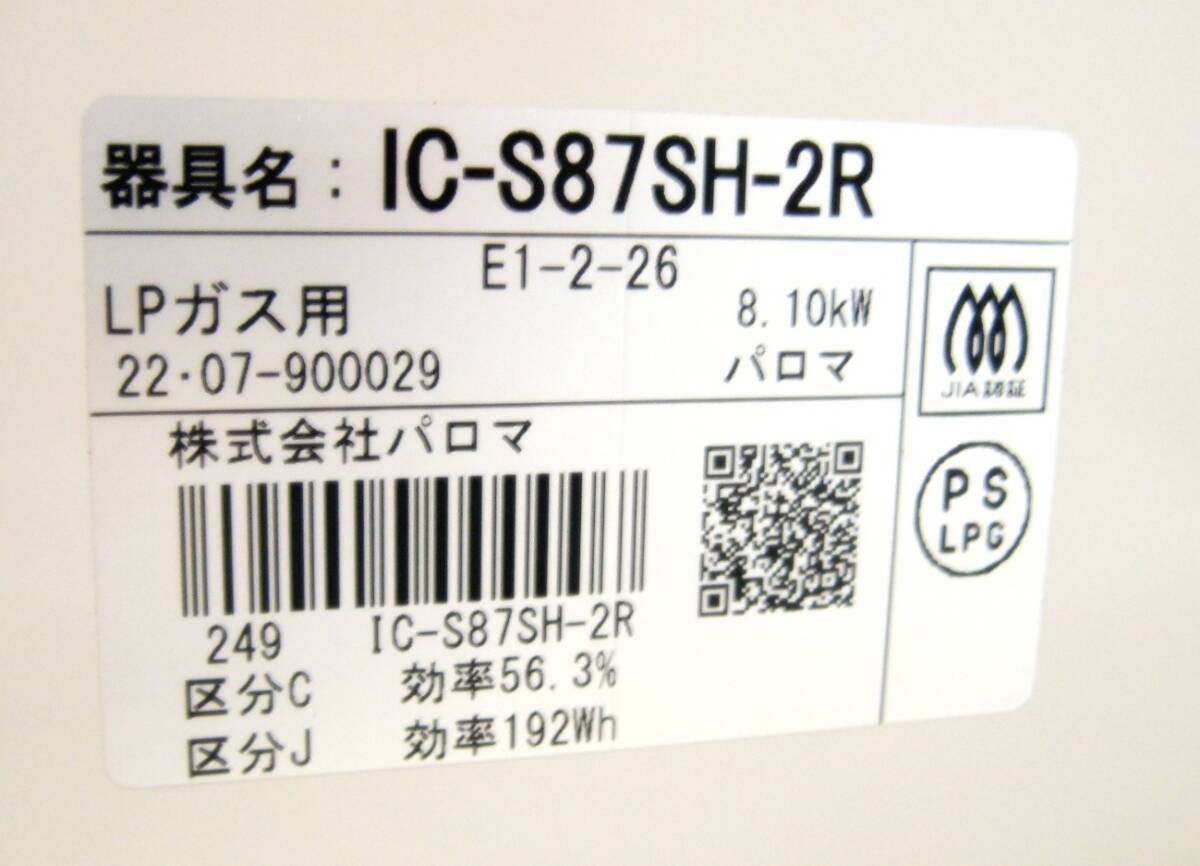 器具名：IC-S87SH-2R
E1-2-26
LPガス用 8.10kW
22・07-900029 パロマ
JIA認証
PS
LPG
株式会社パロマ
249 IC-S87SH-2R
区分C 効率56.3%
区分J 効率192Wh